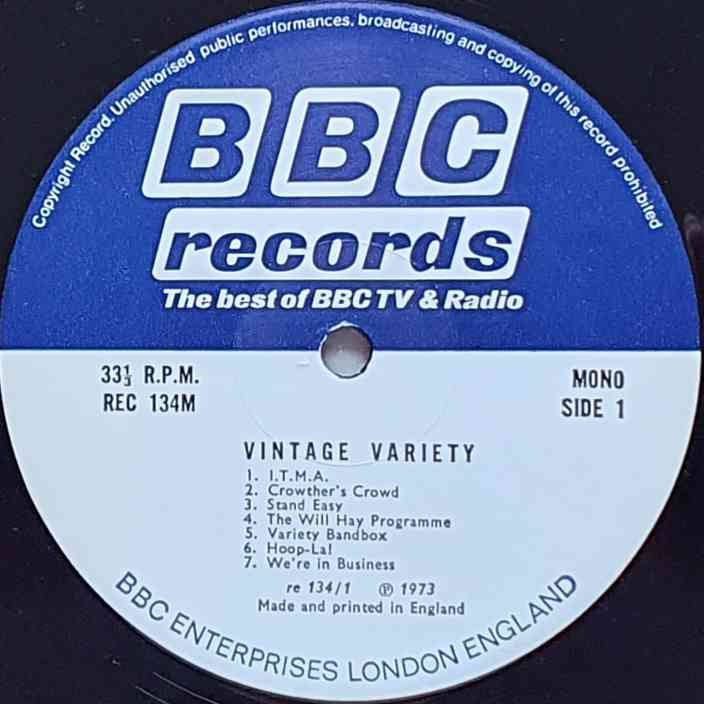 Copyright Record. Unauthorised public performances, broadcasting and copying of this record prohibited
BBC
records
The best of BBC TV & Radio
33⅓ R.P.M.
REC 134M
MONO
SIDE 1
VINTAGE VARIETY
1. I.T.M.A.
2. Crowther's Crowd
3. Stand Easy
4. The Will Hay Programme
5. Variety Bandbox
6. Hoop-La!
7. We're in Business
re 134/1 ℗ 1973
Made and printed in England
BBC ENTERPRISES LONDON ENGLAND